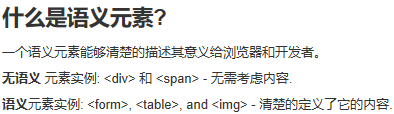 什么是语义元素?
一个语义元素能够清楚的描述其意义给浏览器和开发者。
无语义 元素实例: <div> 和 <span> - 无需考虑内容.
语义元素实例: <form>, <table>, and <img> - 清楚的定义了它的内容.